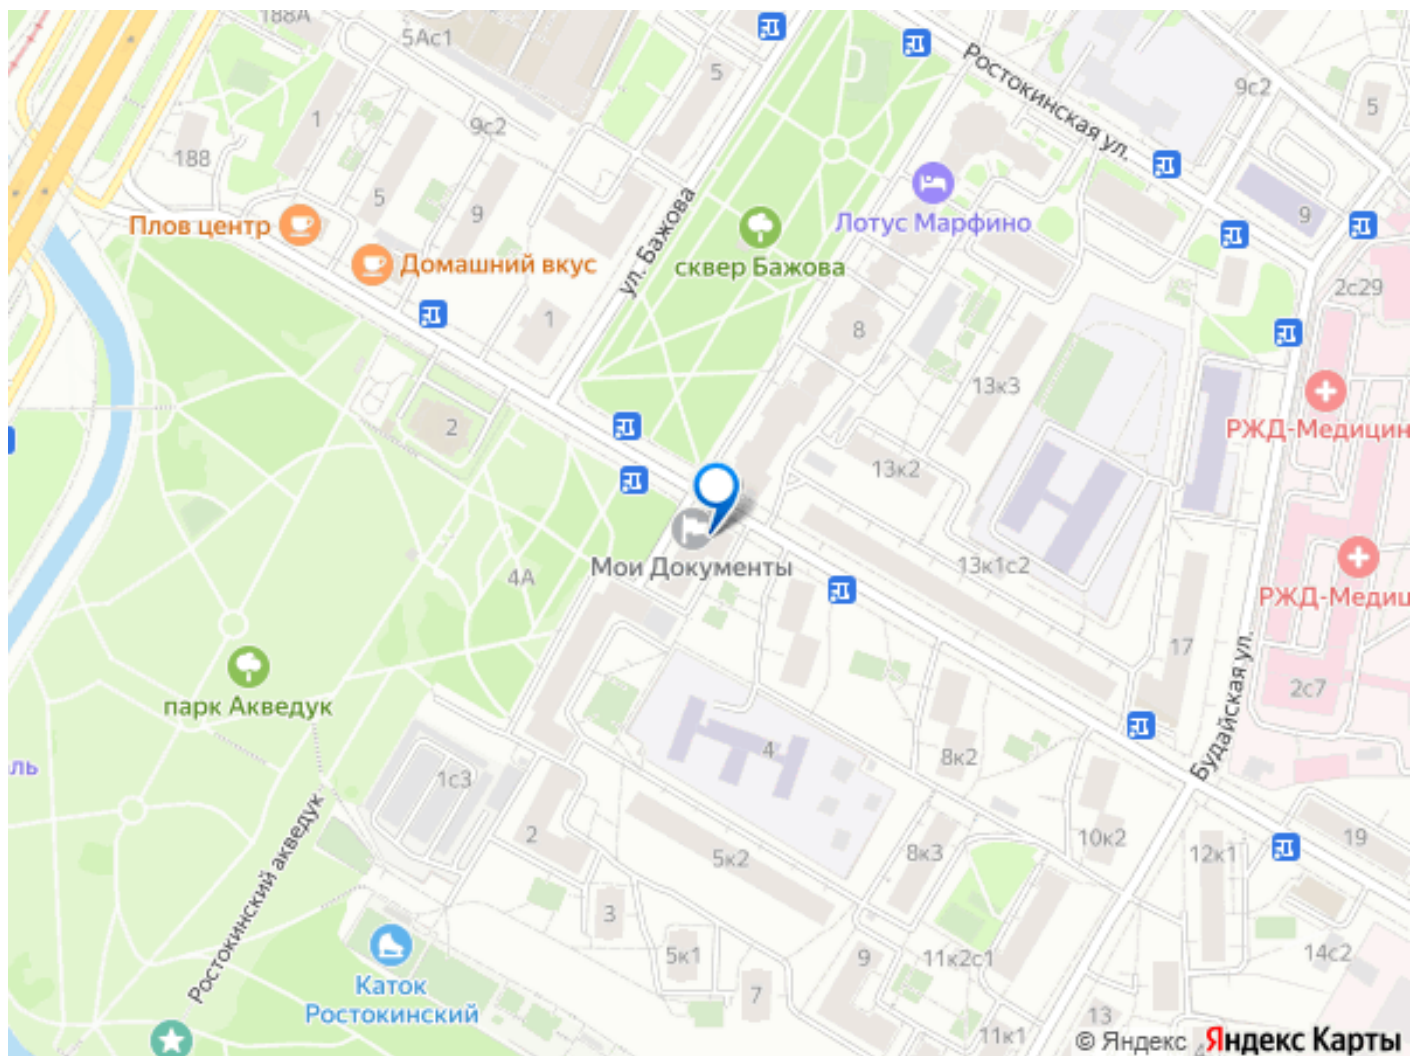 188А
5Ас1
5
Ростокинская ул.
9с2
5
1
9с2
188
5
9
9
Плов центр
Домашний вкус
ул. Бажова
сквер Бажова
Лотус Марфино
1
8
2с29
13к3
2
13к2
РЖД-Медицин
Мои Документы
4А
13к1с2
РЖД-Медиц
17
2с7
Будайская ул.
парк Акведук
ль
1с3
4
8к2
Ростокинский акведук
2
5к2
8к3
10к2
12к1
19
3
5к1
7
9
11к2с1
14с2
Каток
Ростокинский
11к1
13
4
© Яндекс
Яндекс Карты